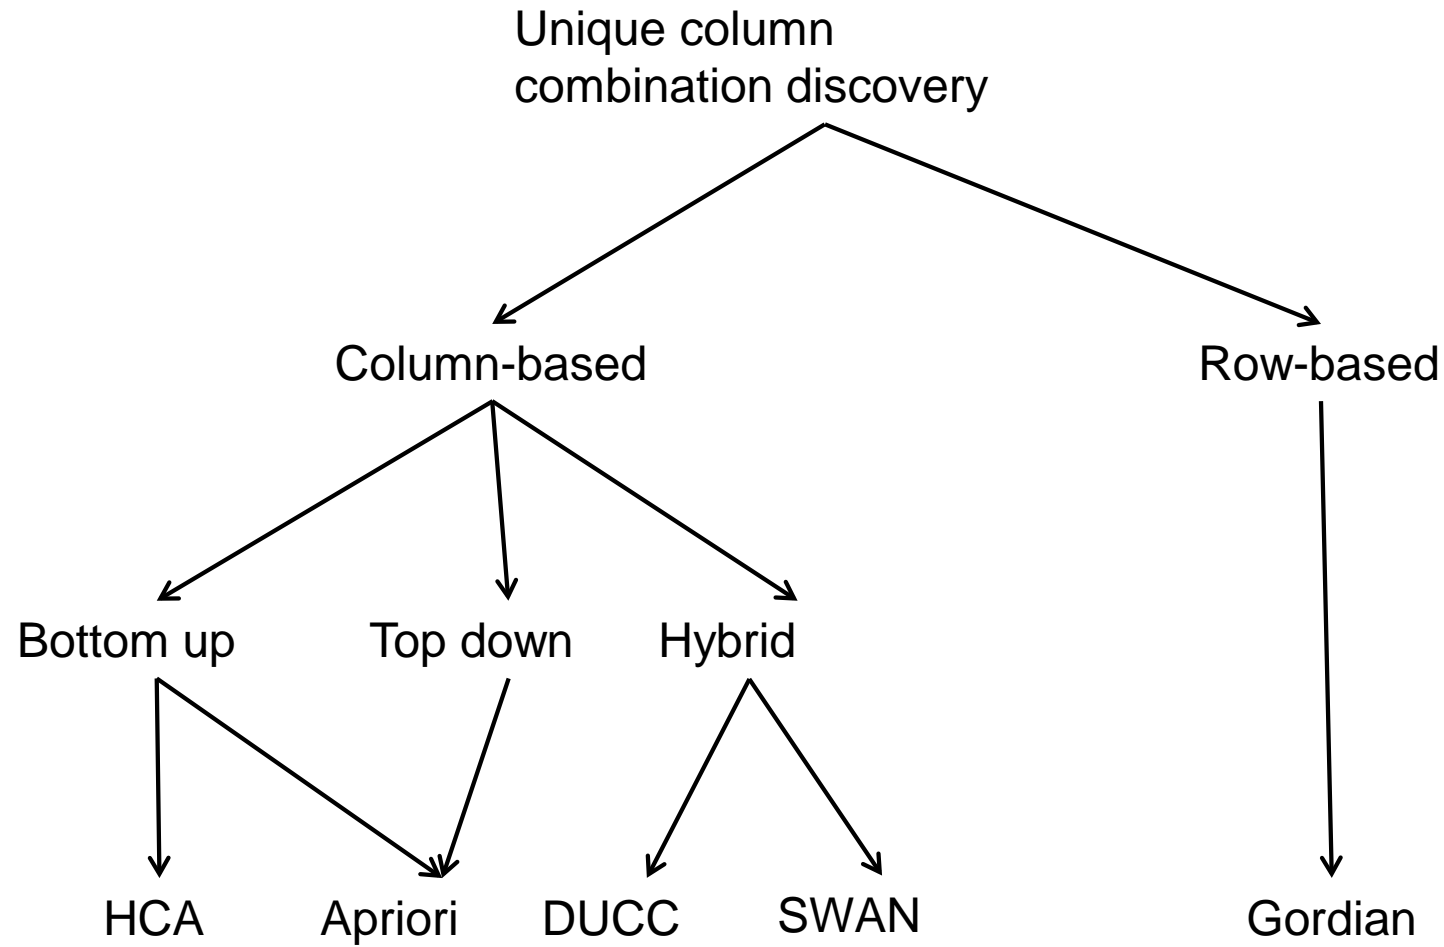 Unique column
combination discovery
Column-based
Row-based
Bottom up
Top down
Hybrid
HCA
Apriori
DUCC
SWAN
Gordian